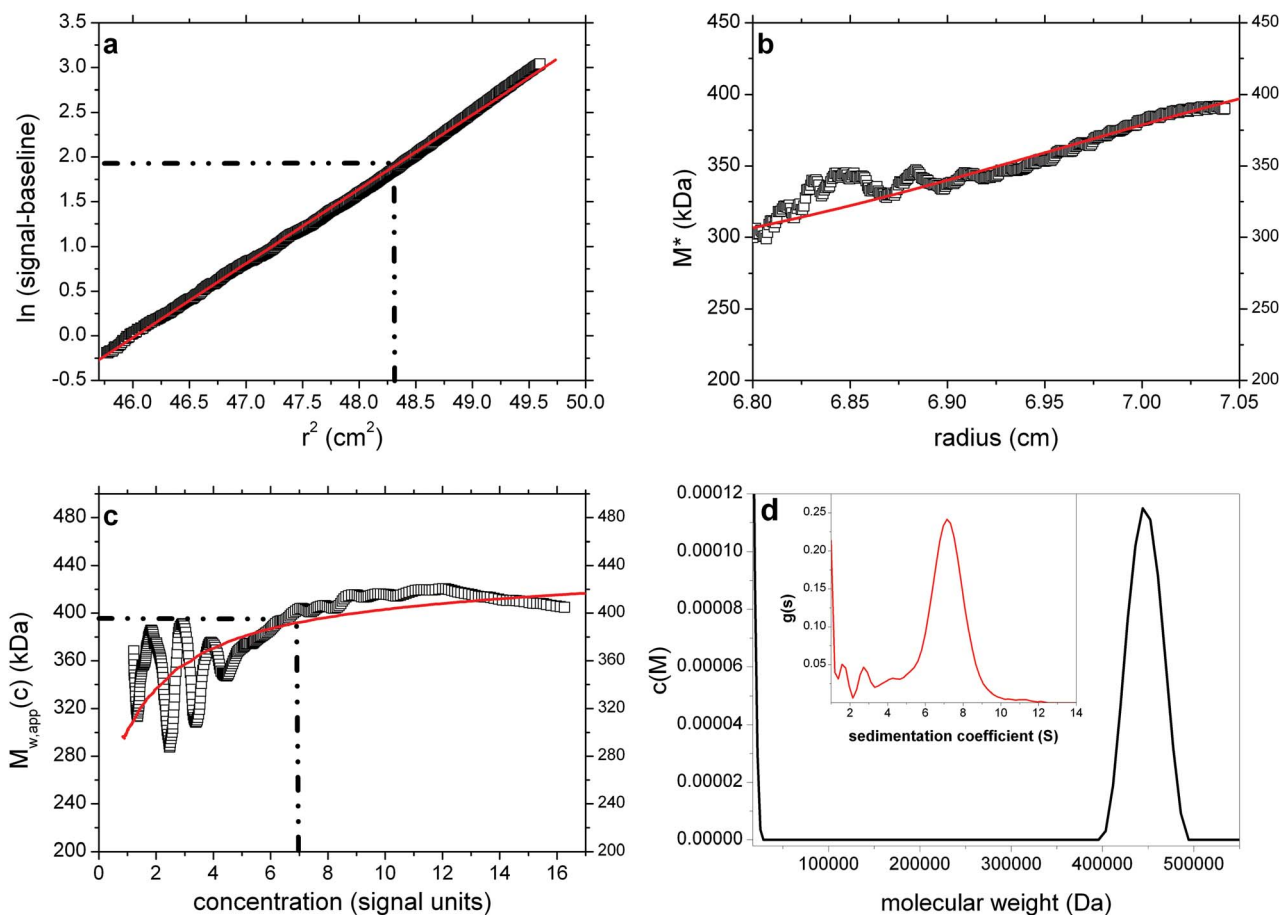 a
3.5
3.0
2.5
2.0
1.5
1.0
0.5
0.0
-0.5
ln (signal-baseline)
46.0 46.5 47.0 47.5 48.0 48.5 49.0 49.5 50.0
r² (cm²)
b
450 450
400 400
350 350
300 300
250 250
200 200
M* (kDa)
6.80 6.85 6.90 6.95 7.00 7.05
radius (cm)
c
480 480
440 440
400 400
360 360
320 320
280 280
240 240
200 200
Mw,app(c) (kDa)
0 2 4 6 8 10 12 14 16
concentration (signal units)
d
0.00012
0.00010
0.00008
0.00006
0.00004
0.00002
0.00000
c(M)
100000 200000 300000 400000 500000
molecular weight (Da)
0.25
0.20
0.15
0.10
0.05
g(s)
2 4 6 8 10 12 14
sedimentation coefficient (S)